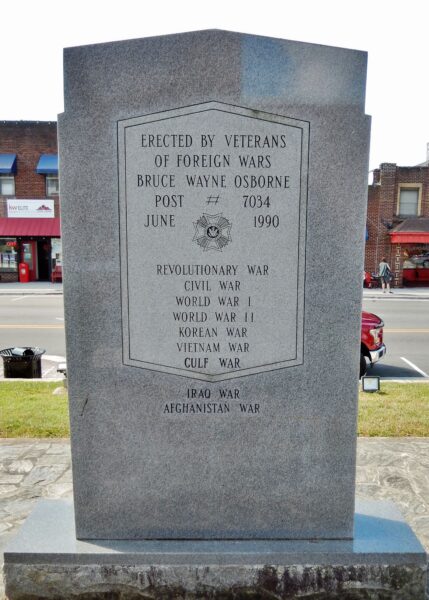 ERECTED BY VETERANS
OF FOREIGN WARS
BRUCE WAYNE OSBORNE
POST # 7034
JUNE 1990
REVOLUTIONARY WAR
CIVIL WAR
WORLD WAR I
WORLD WAR II
KOREAN WAR
VIETNAM WAR
GULF WAR
IRAQ WAR
AFGHANISTAN WAR